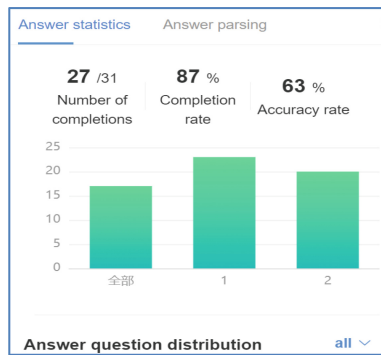 Answer statistics Answer parsing
27 /31 87 % 63 %
Number of completions Completion rate Accuracy rate
25
20
15
10
5
0
全部 1 2
Answer question distribution all